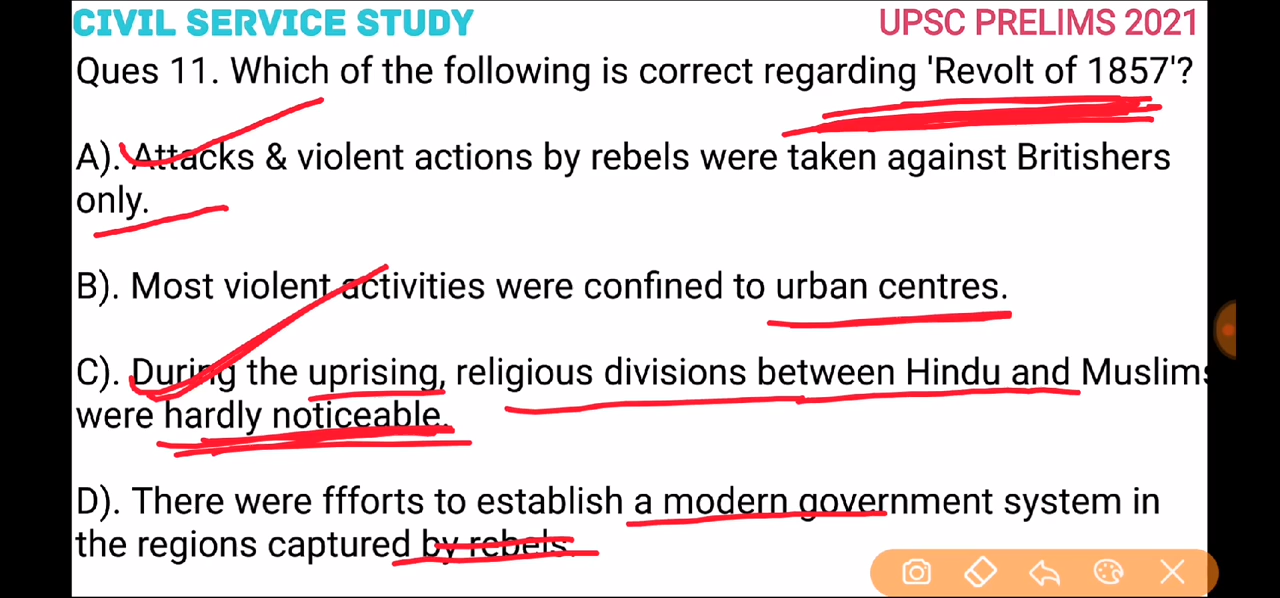 CIVIL SERVICE STUDY UPSC PRELIMS 2021
Ques 11. Which of the following is correct regarding 'Revolt of 1857'?
A). Attacks & violent actions by rebels were taken against Britishers
only.
B). Most violent activities were confined to urban centres.
C). During the uprising, religious divisions between Hindu and Muslims
were hardly noticeable.
D). There were ffforts to establish a modern government system in
the regions captured by rebels.